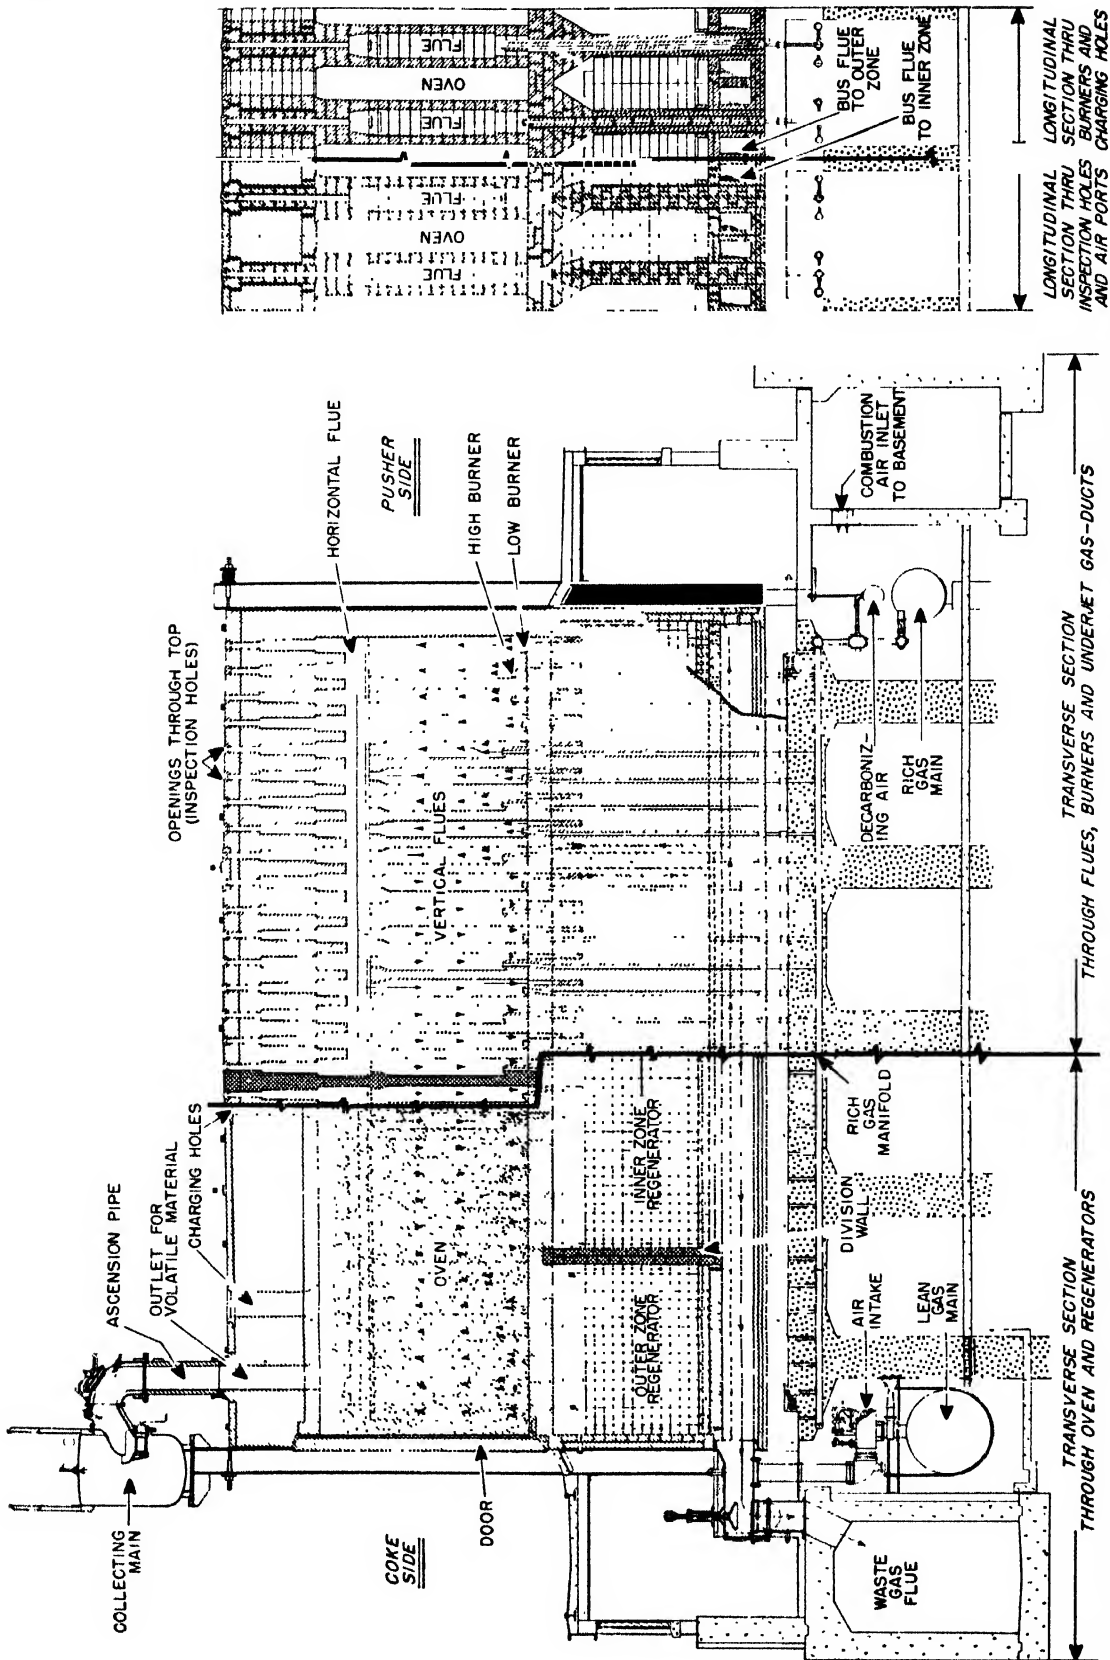 COLLECTING
MAIN
ASCENSION PIPE
OUTLET FOR
VOLATILE MATERIAL
CHARGING HOLES
OPENINGS THROUGH TOP
(INSPECTION HOLES)
HORIZONTAL FLUE
PUSHER
SIDE
HIGH BURNER
LOW BURNER
COKE
SIDE
DOOR
OVEN
VERTICAL FLUES
OUTER ZONE
REGENERATOR
INNER ZONE
REGENERATOR
DIVISION
WALL
RICH
GAS
MANIFOLD
AIR
INTAKE
LEAN
GAS
MAIN
WASTE
GAS
FLUE
DECARBONIZ-
ING AIR
RICH
GAS
MAIN
COMBUSTION
AIR INLET
TO BASEMENT
TRANSVERSE SECTION
THROUGH OVEN AND REGENERATORS
TRANSVERSE SECTION
THROUGH FLUES, BURNERS AND UNDERJET GAS-DUCTS
FLUE
OVEN
FLUE
FLUE
OVEN
FLUE
BUS FLUE
TO OUTER
ZONE
BUS FLUE
TO INNER ZONE
LONGITUDINAL
SECTION THRU
INSPECTION HOLES
AND AIR PORTS
LONGITUDINAL
SECTION THRU
BURNERS AND
CHARGING HOLES